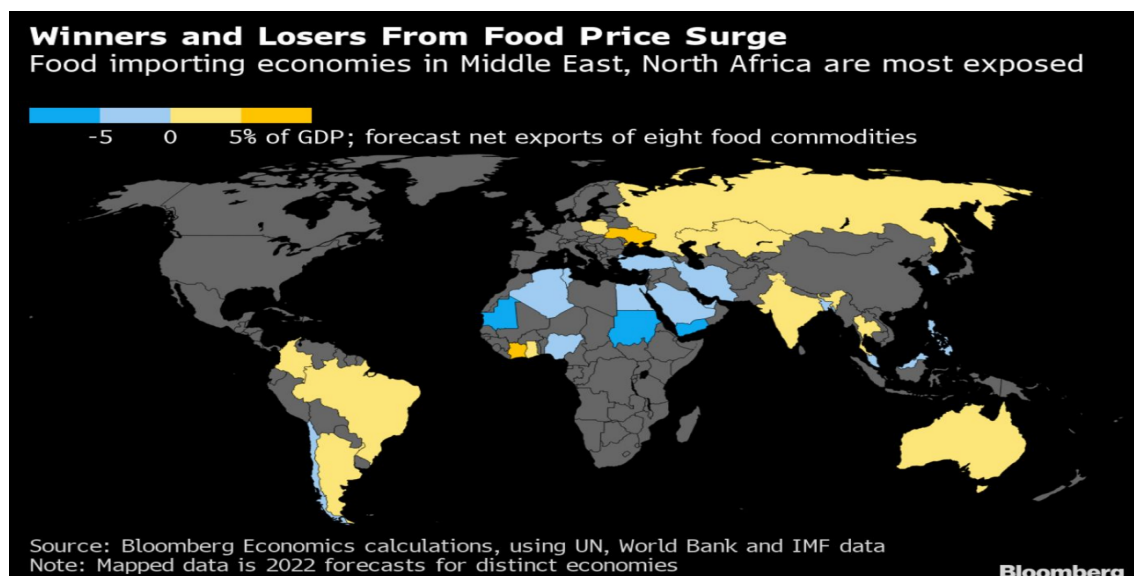 Winners and Losers From Food Price Surge
Food importing economies in Middle East, North Africa are most exposed
-5 0 5% of GDP; forecast net exports of eight food commodities
Source: Bloomberg Economics calculations, using UN, World Bank and IMF data
Note: Mapped data is 2022 forecasts for distinct economies
Bloomberg